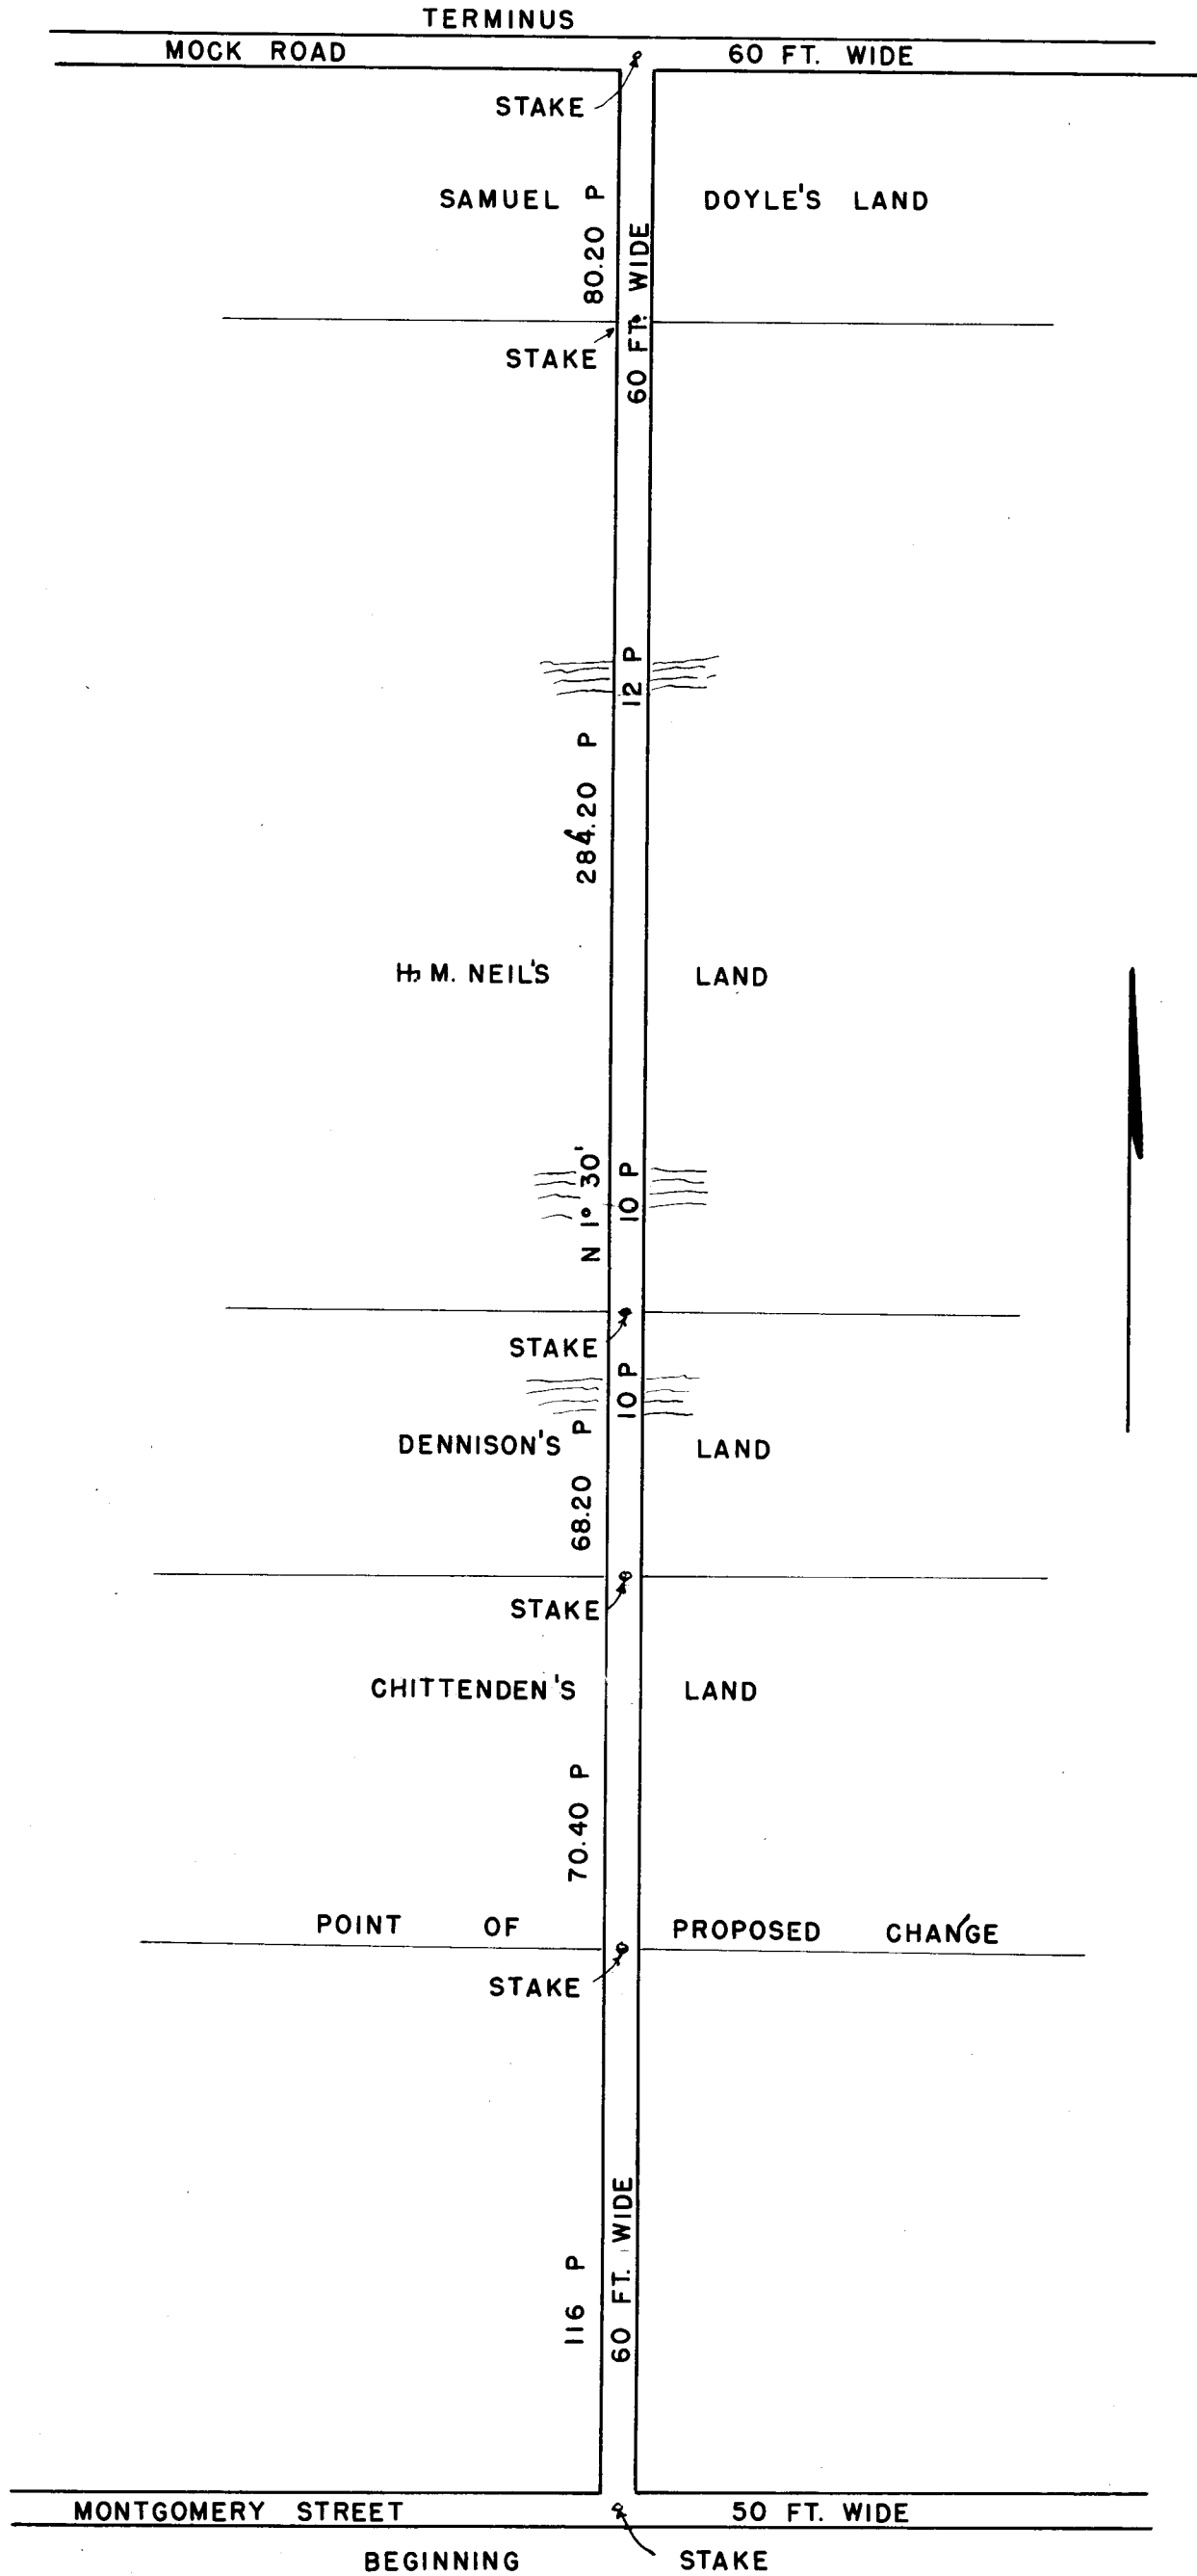 TERMINUS
MOCK ROAD 60 FT. WIDE
STAKE
SAMUEL DOYLE'S LAND
80.20 P
60 FT. WIDE
STAKE
12 P
284.20 P
M. NEIL'S LAND
N 1° 30'
10 P
STAKE
10 P
DENNISON'S LAND
68.20 P
STAKE
CHITTENDEN'S LAND
70.40 P
POINT OF PROPOSED CHANGE
STAKE
60 FT. WIDE
116 P
MONTGOMERY STREET 50 FT. WIDE
BEGINNING STAKE